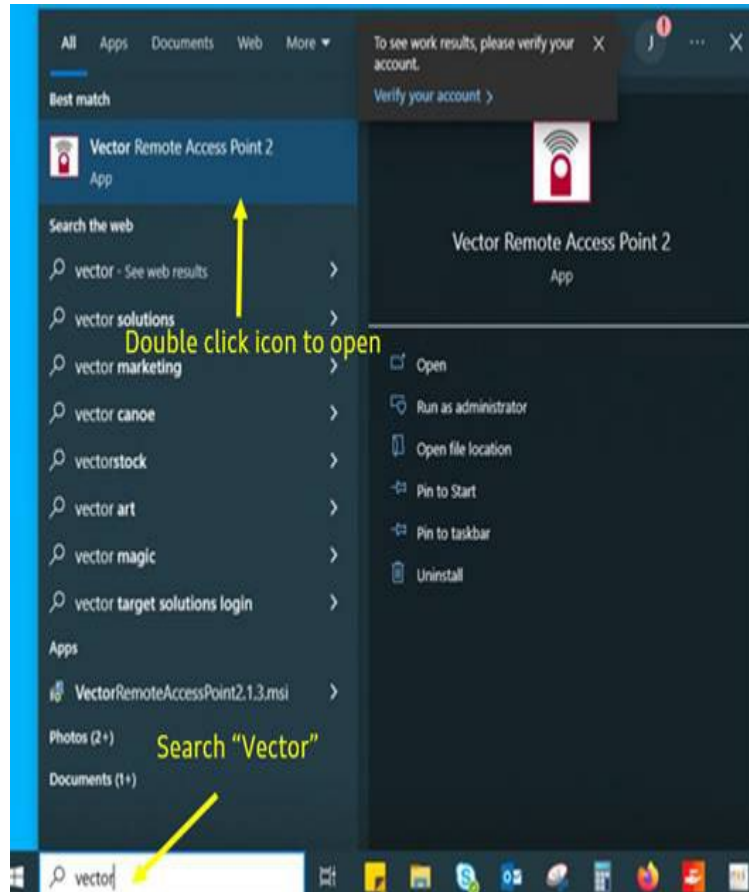 All Apps Documents Web More
To see work results, please verify your
account.
Verify your account >
J
Best match
Vector Remote Access Point 2
App
Search the web
vector - See web results
vector solutions
Double click icon to open
vector marketing
vector canoe
vectorstock
vector art
vector magic
vector target solutions login
Apps
VectorRemoteAccessPoint2.1.3.msi
Photos (2+)
Search “Vector”
Documents (1+)
vector
Vector Remote Access Point 2
App
Open
Run as administrator
Open file location
Pin to Start
Pin to taskbar
Uninstall